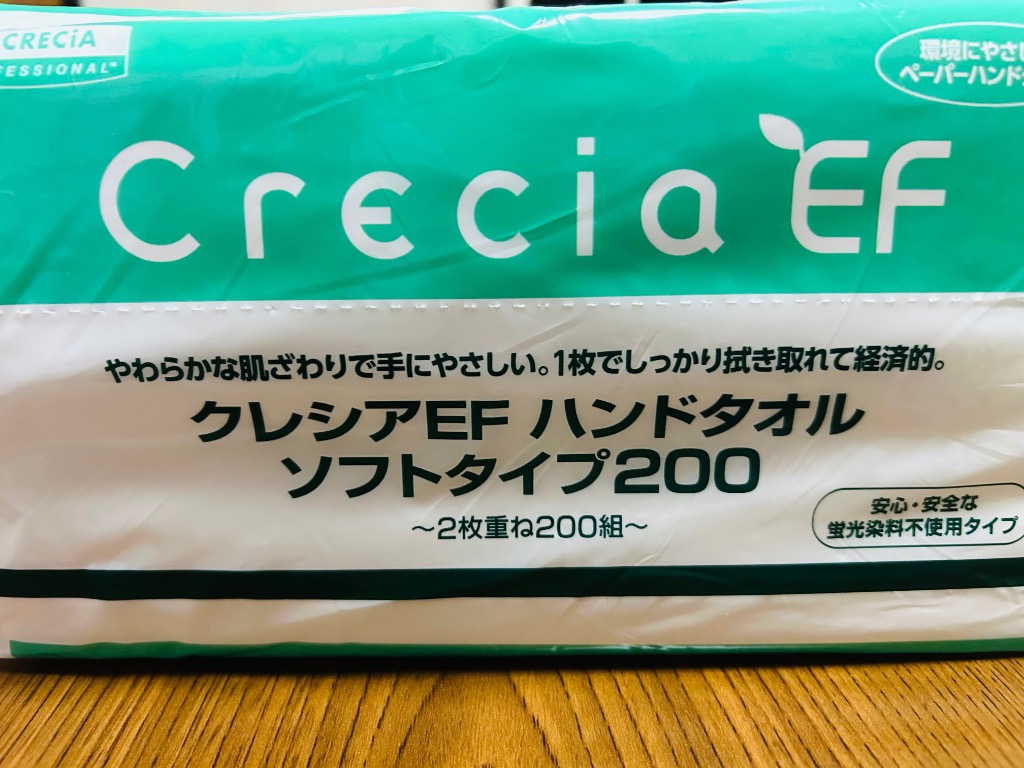 CRECIA
FESSIONAL™
環境にやさし
ペーパーハンド
Crecia EF
やわらかな肌ざわりで手にやさしい。1枚でしっかり拭き取れて経済的。
クレシアEF ハンドタオル
ソフトタイプ200
～2枚重ね200組～
安心・安全な
蛍光染料不使用タイプ